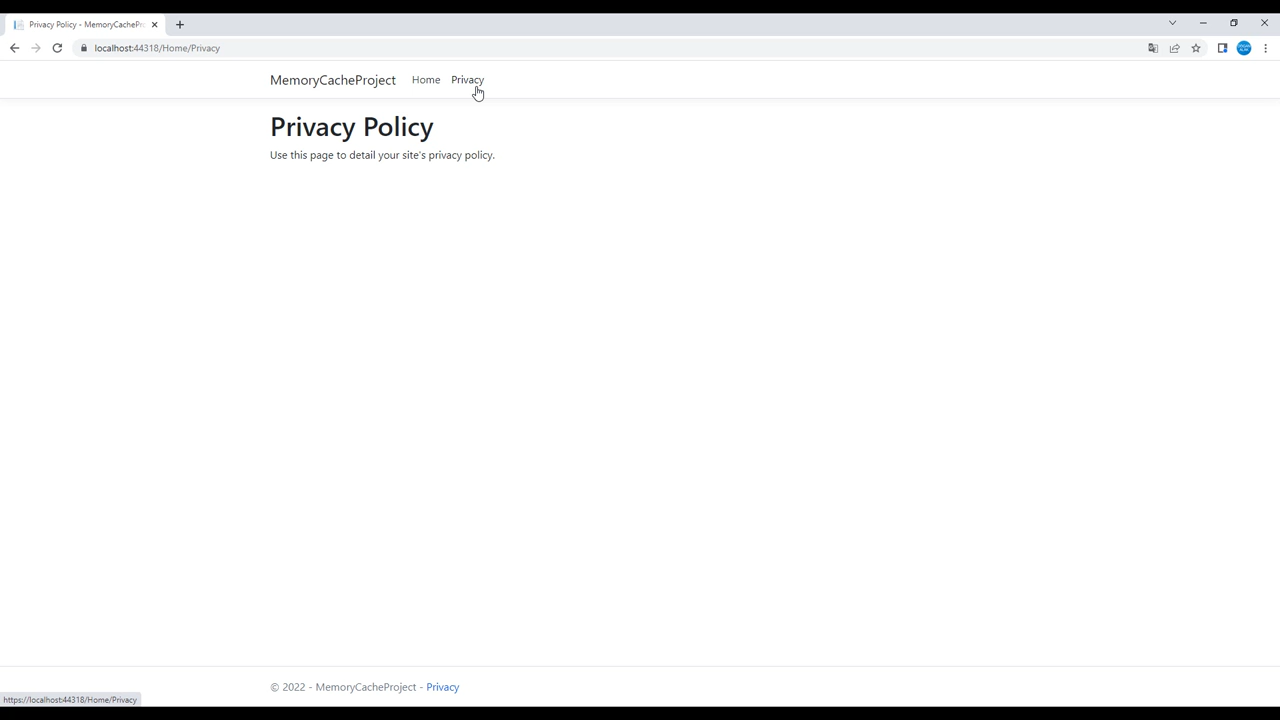 Privacy Policy - MemoryCachePr
localhost:44318/Home/Privacy
MemoryCacheProject Home Privacy
Privacy Policy
Use this page to detail your site's privacy policy.
© 2022 - MemoryCacheProject - Privacy
https://localhost:44318/Home/Privacy